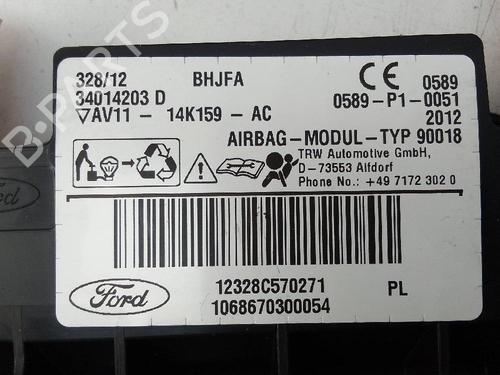 328/12 BHJFA CE 0589
34014203 D 0589-P1-0051
AV11 - 14K159 - AC 2012
AIRBAG-MODUL-TYP 90018
TRW Automotive GmbH,
D-73553 Alfdorf
Phone No.: +49 7172 302 0
Ford
12328C570271 PL
1068670300054
Ford
B-PARTS